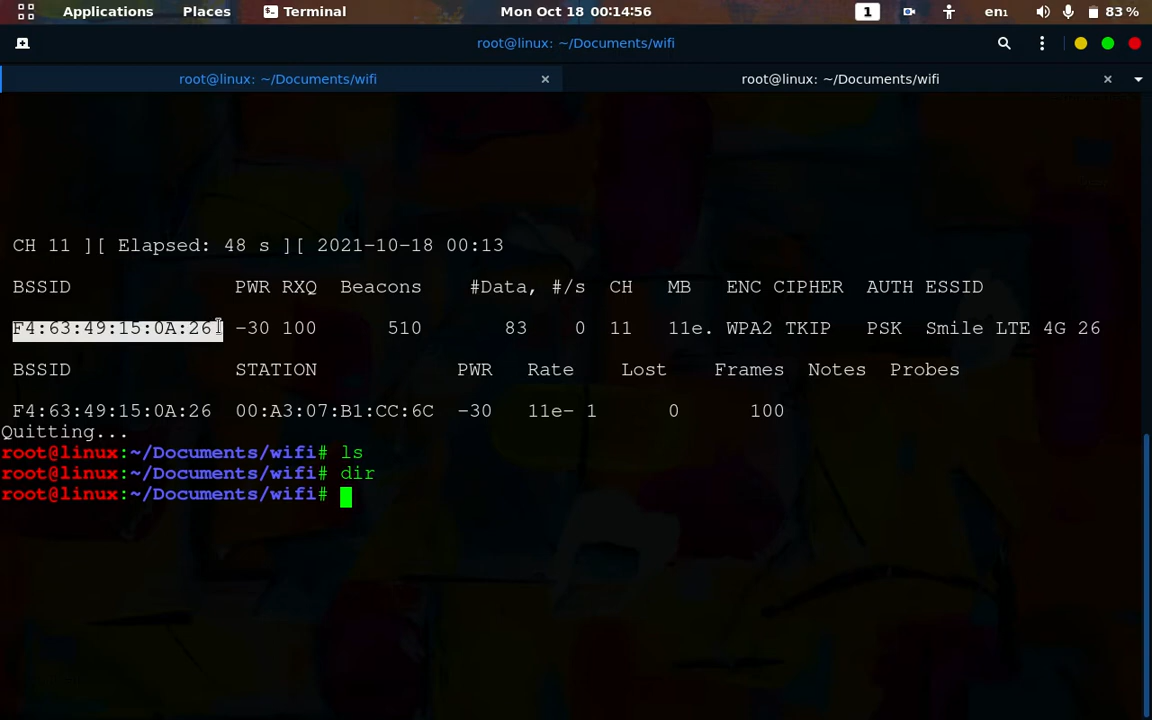 Applications Places Terminal Mon Oct 18 00:14:56 1 en₁ 83 %
root@linux: ~/Documents/wifi
root@linux: ~/Documents/wifi × root@linux: ~/Documents/wifi ×
CH 11 ][ Elapsed: 48 s ][ 2021-10-18 00:13
BSSID PWR RXQ Beacons #Data, #/s CH MB ENC CIPHER AUTH ESSID
F4:63:49:15:0A:26 -30 100 510 83 0 11 11e. WPA2 TKIP PSK Smile LTE 4G 26
BSSID STATION PWR Rate Lost Frames Notes Probes
F4:63:49:15:0A:26 00:A3:07:B1:CC:6C -30 11e- 1 0 100
Quitting...
root@linux:~/Documents/wifi# ls
root@linux:~/Documents/wifi# dir
root@linux:~/Documents/wifi#